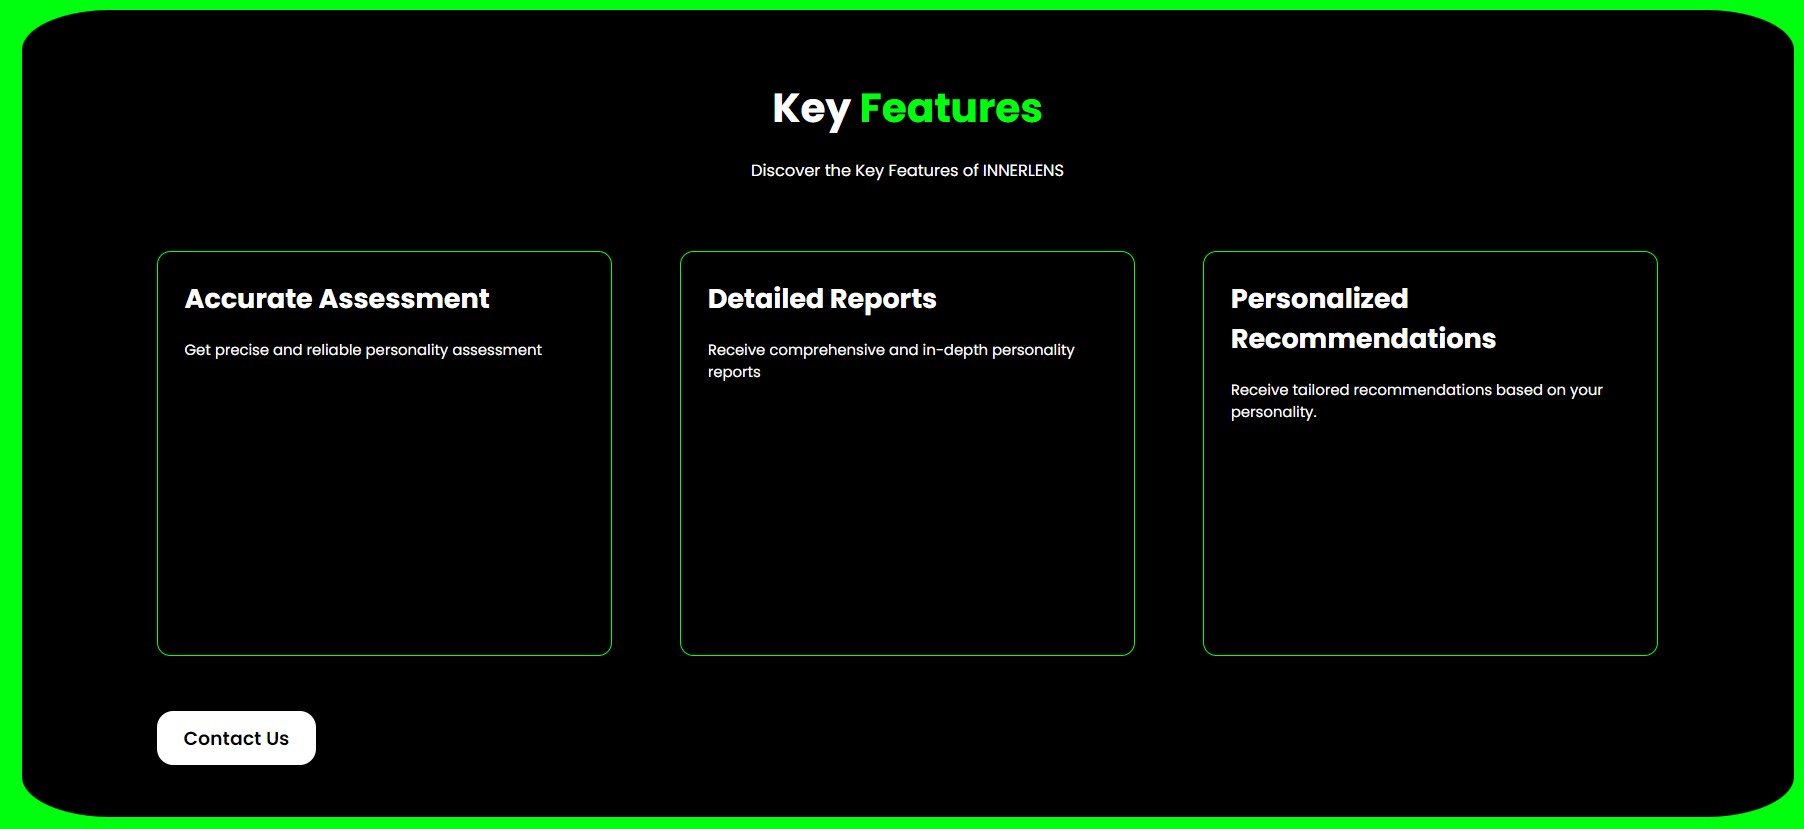 Key Features
Discover the Key Features of INNERLENS
Accurate Assessment
Get precise and reliable personality assessment
Detailed Reports
Receive comprehensive and in-depth personality
reports
Personalized
Recommendations
Receive tailored recommendations based on your
personality.
Contact Us